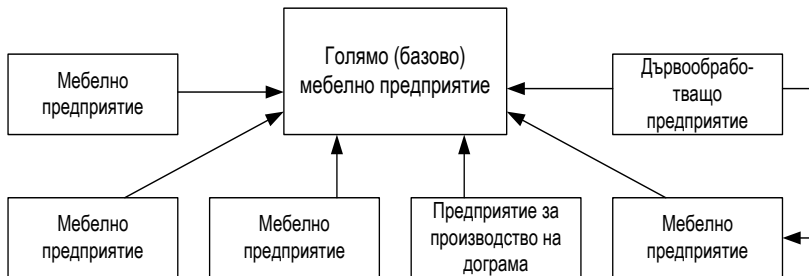 Голямо (базово)
мебелно предприятие
Мебелно
предприятие
Дървообрабо-
тващо
предприятие
Мебелно
предприятие
Мебелно
предприятие
Предприятие за
производство на
дограма
Мебелно
предприятие